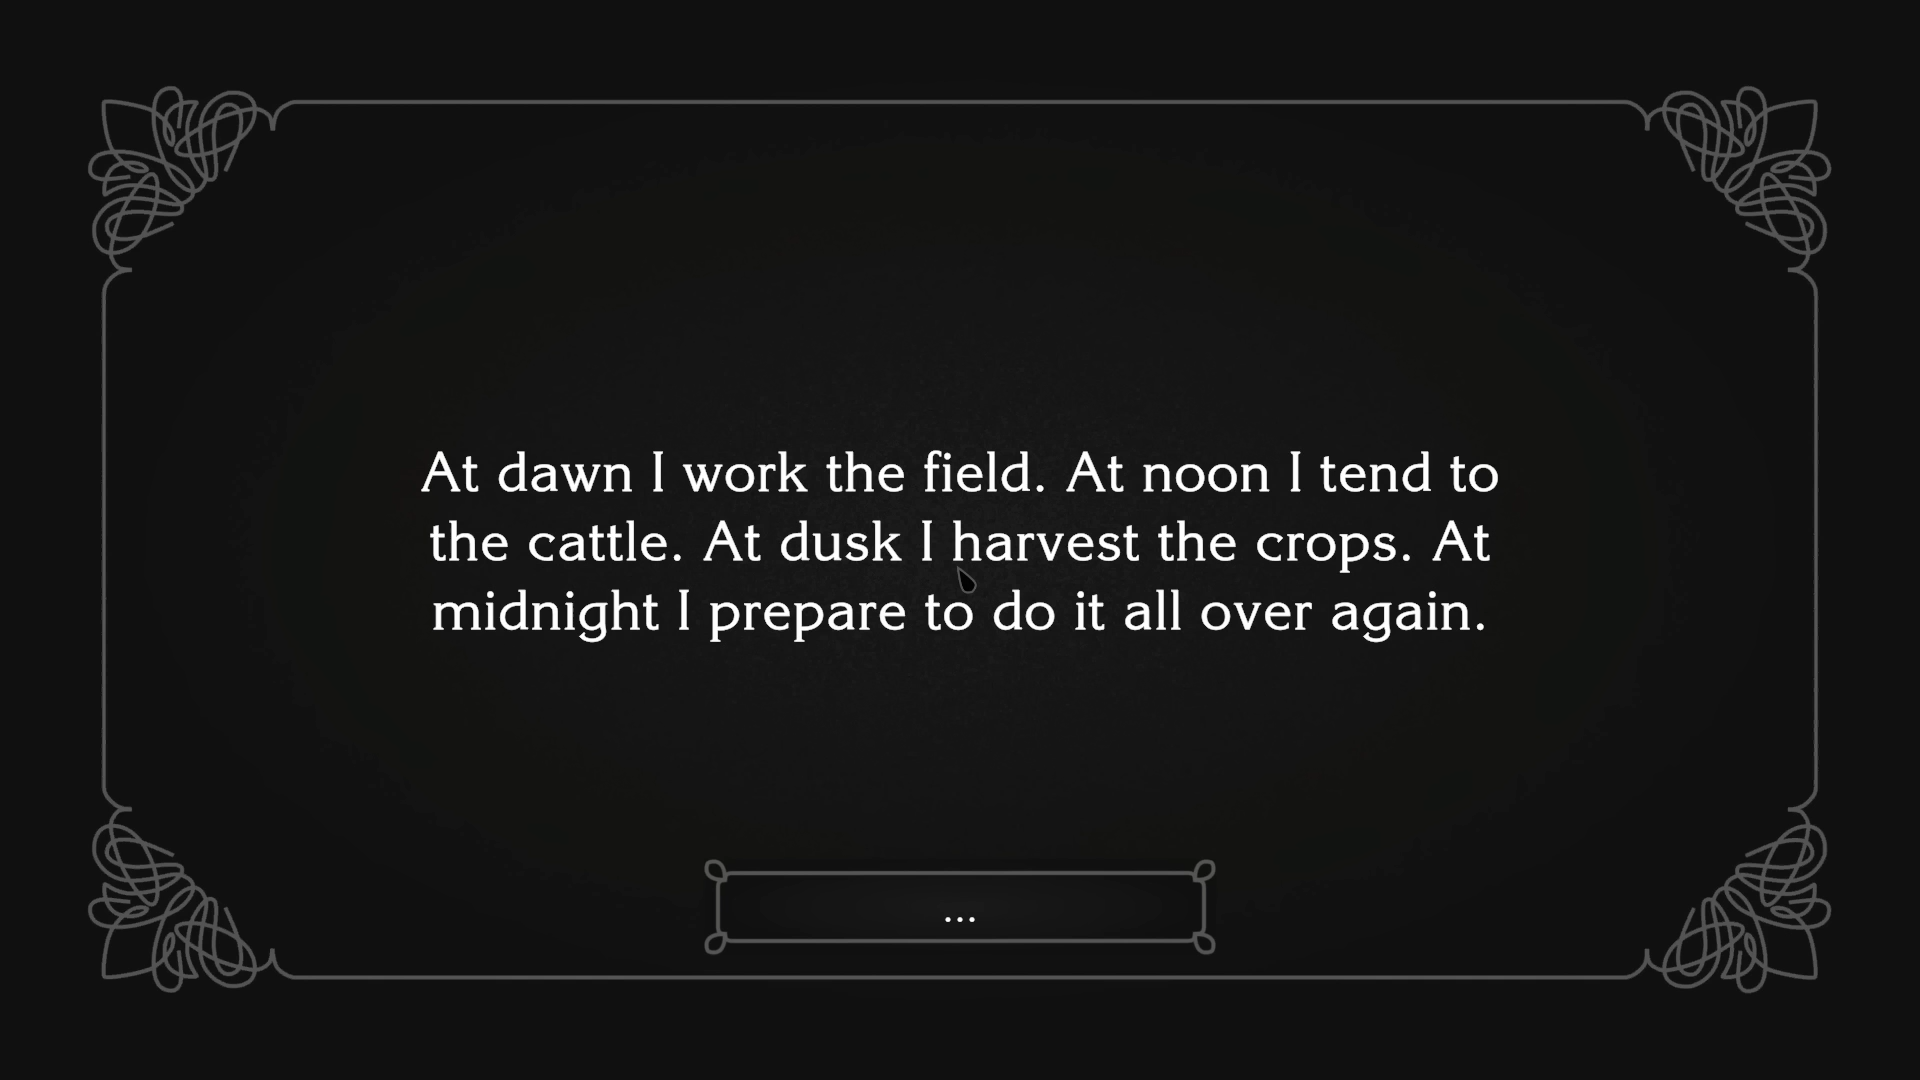 At dawn I work the field. At noon I tend to
the cattle. At dusk I harvest the crops. At
midnight I prepare to do it all over again.
...